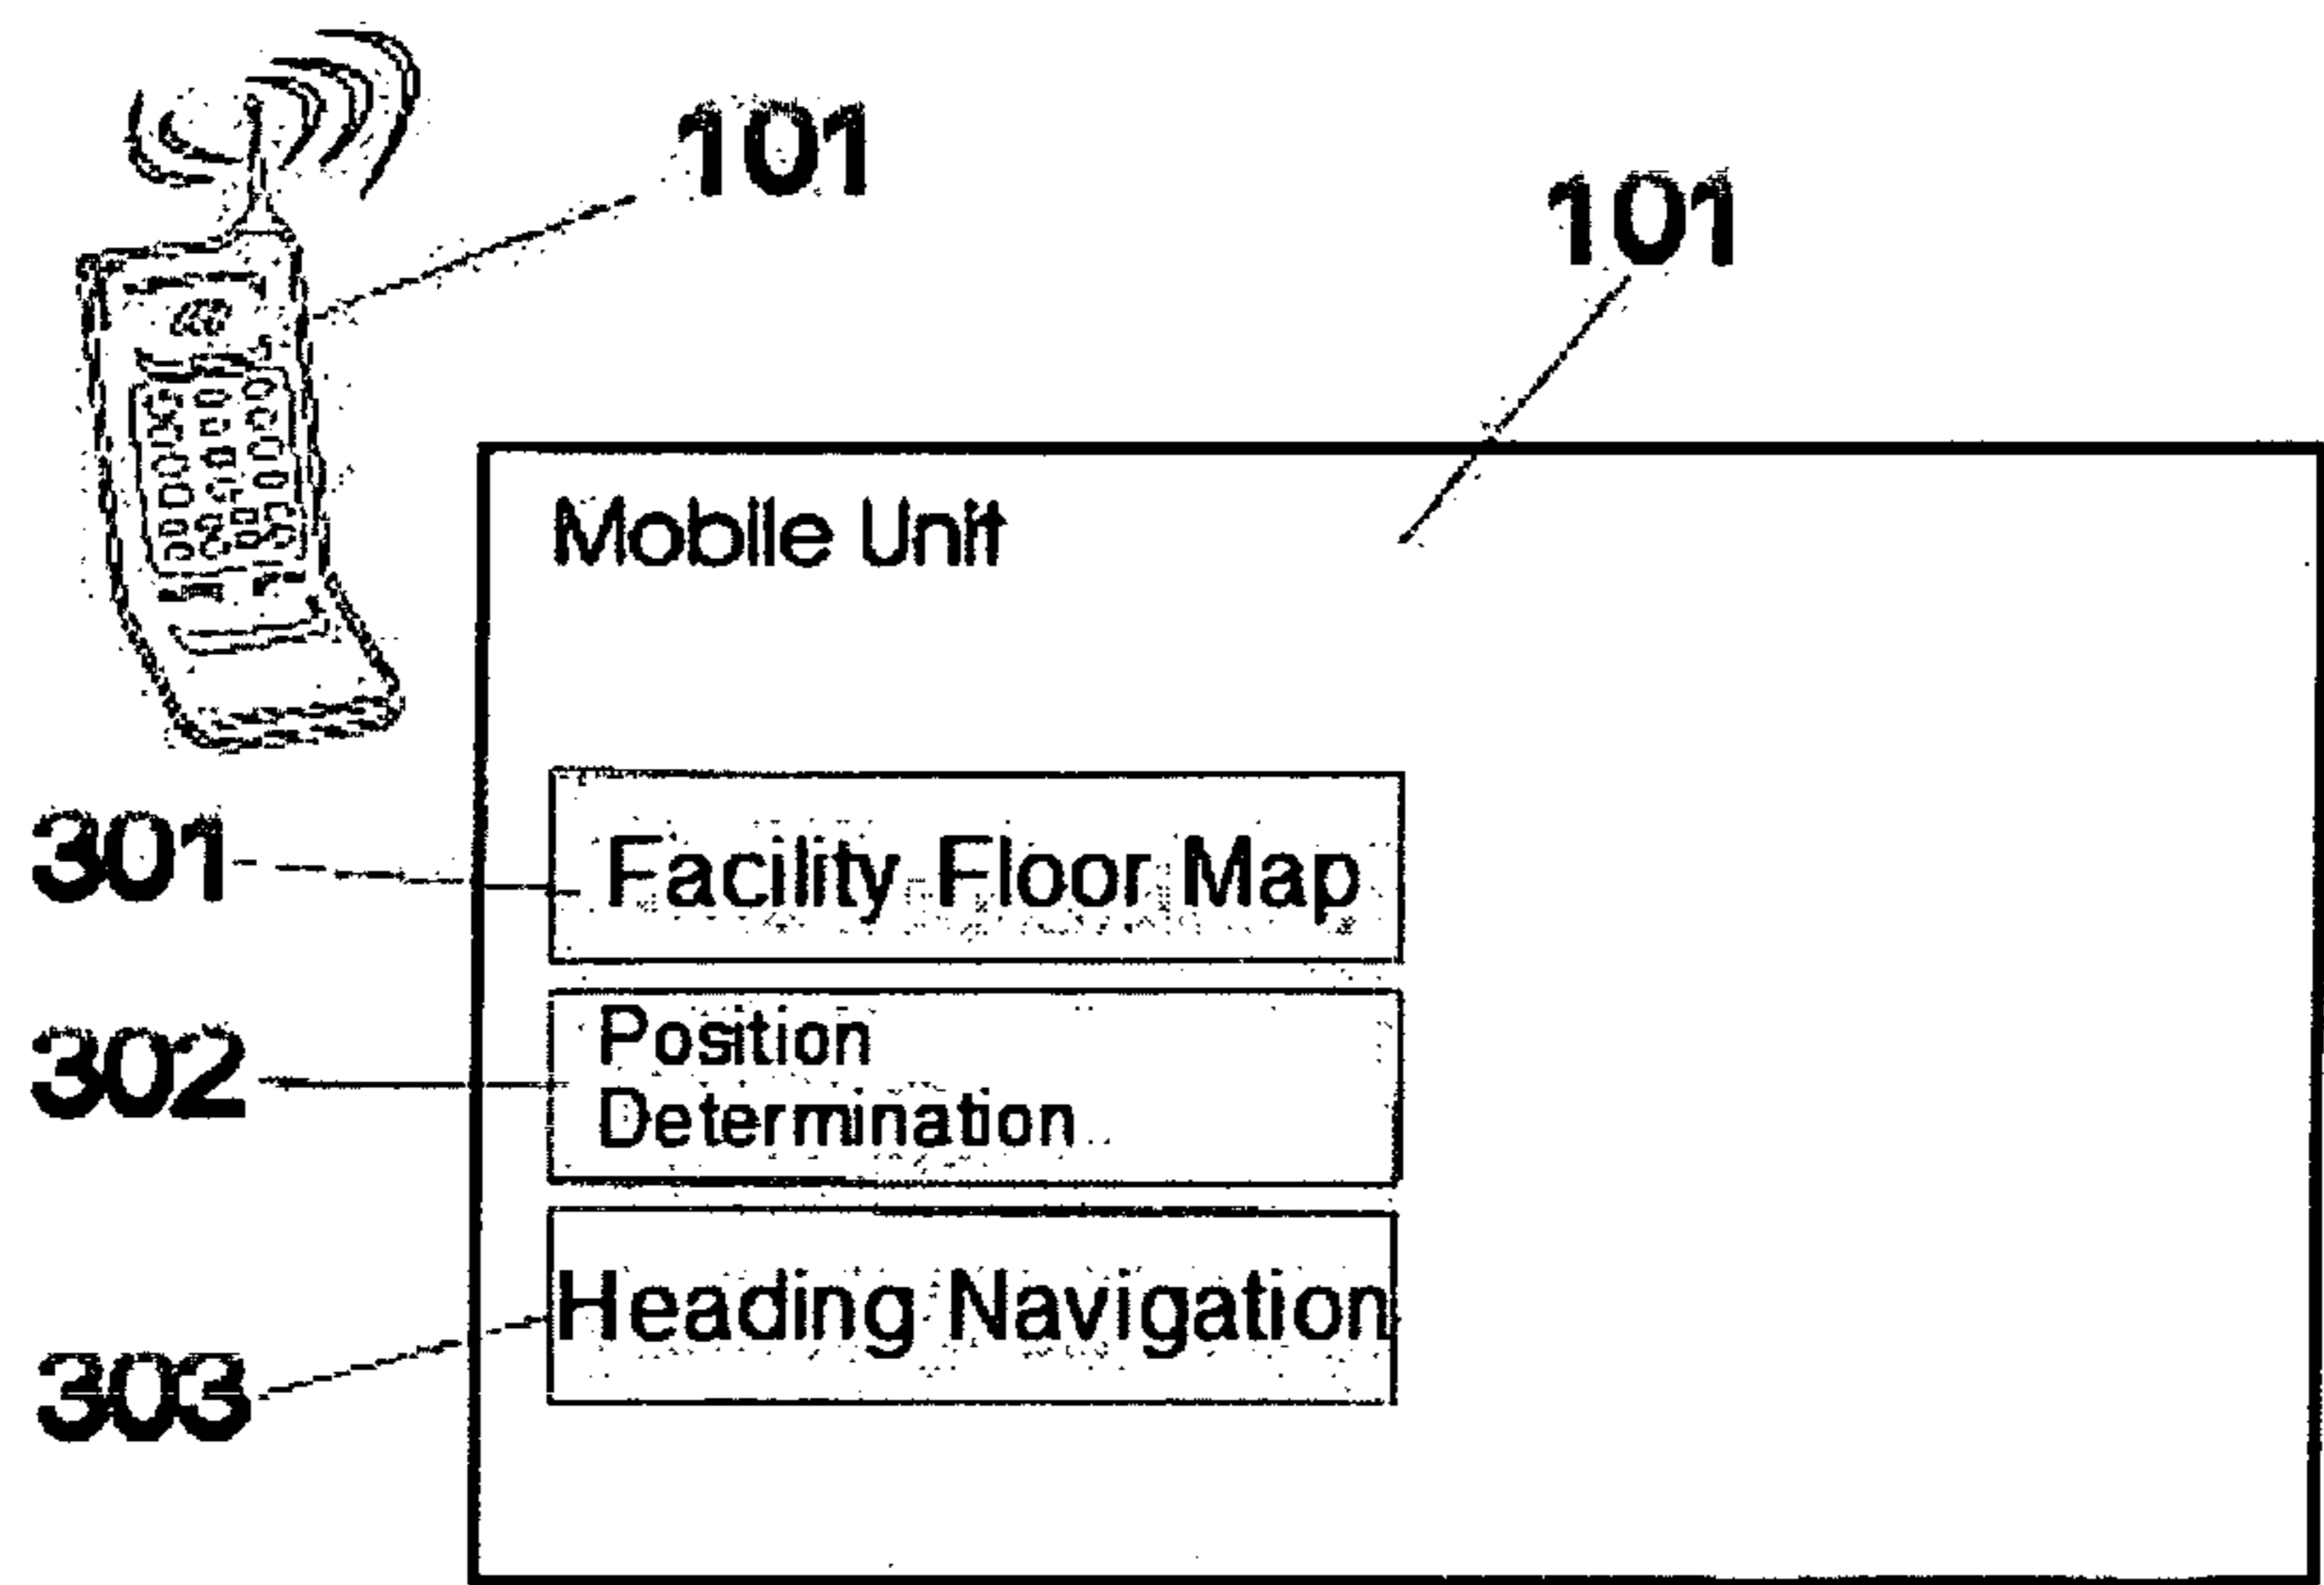 101
101
Mobile Unit
301
Facility Floor Map
302
Position
Determination
303
Heading Navigation